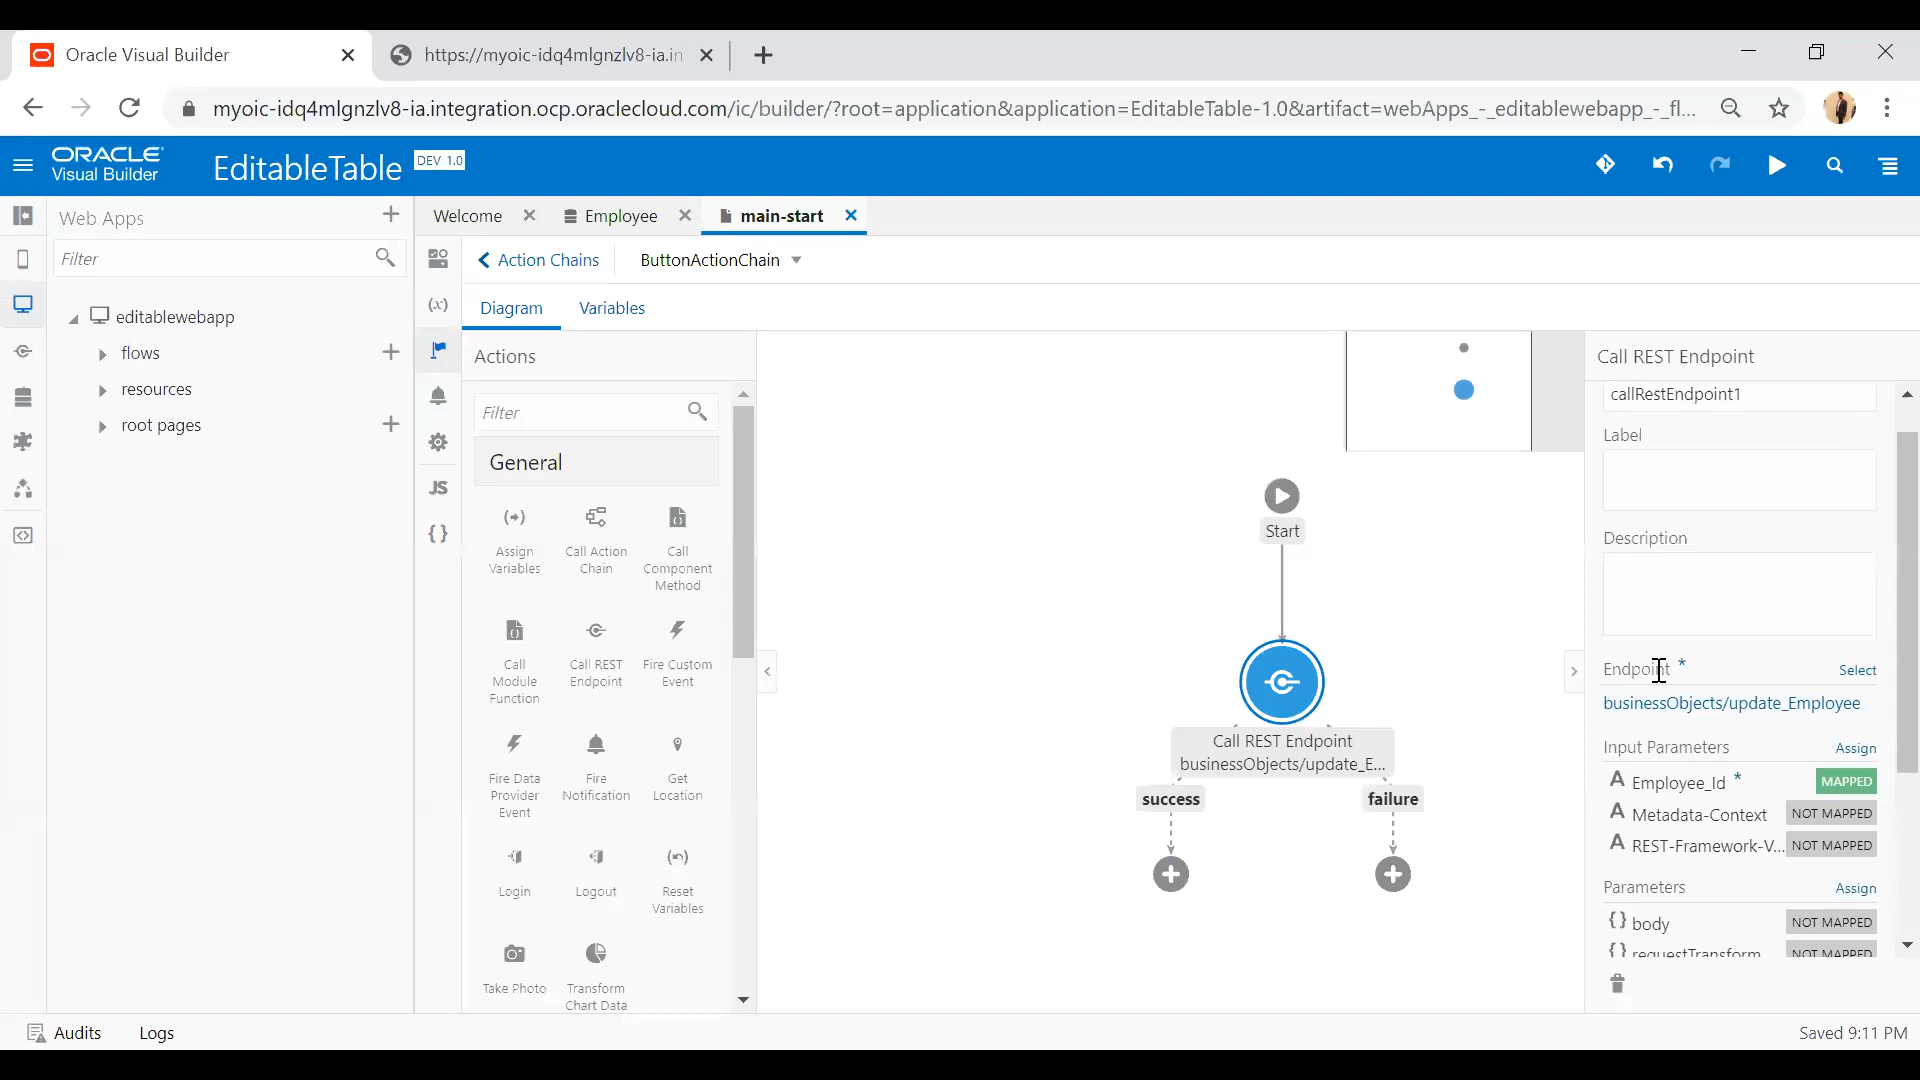 Oracle Visual Builder
https://myoic-idq4mlgnzlv8-ia.in
myoic-idq4mlgnzlv8-ia.integration.ocp.oraclecloud.com/ic/builder/?root=application&application=EditableTable-1.0&artifact=webApps_-_editablewebapp_-_fl...
ORACLE
Visual Builder
EditableTable
DEV 1.0
Web Apps
Welcome
Employee
main-start
Filter
Action Chains
ButtonActionChain
Diagram
Variables
editablewebapp
flows
resources
root pages
(x)
JS
{ }
Actions
Filter
General
Assign
Variables
Call Action
Chain
Call
Component
Method
Call
Module
Function
Call REST
Endpoint
Fire Custom
Event
Fire Data
Provider
Event
Fire
Notification
Get
Location
Login
Logout
Reset
Variables
Take Photo
Transform
Chart Data
Start
Call REST Endpoint
businessObjects/update_E...
success
failure
Call REST Endpoint
callRestEndpoint1
Label
Description
Endpoint *
Select
businessObjects/update_Employee
Input Parameters
Assign
A Employee_Id * MAPPED
A Metadata-Context NOT MAPPED
A REST-Framework-V... NOT MAPPED
Parameters
Assign
{} body NOT MAPPED
{} requestTransform NOT MAPPED
Audits
Logs
Saved 9:11 PM